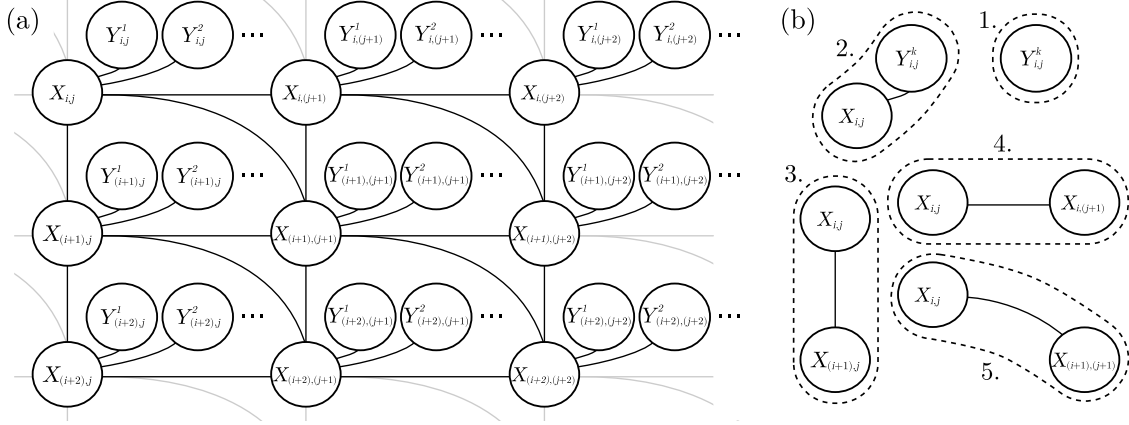 (a)
Y^1_{i,j} Y^2_{i,j} ... Y^1_{i,(j+1)} Y^2_{i,(j+1)} ... Y^1_{i,(j+2)} Y^2_{i,(j+2)} ...
X_{i,j} X_{i,(j+1)} X_{i,(j+2)}
Y^1_{(i+1),j} Y^2_{(i+1),j} ... Y^1_{(i+1),(j+1)} Y^2_{(i+1),(j+1)} ... Y^1_{(i+1),(j+2)} Y^2_{(i+1),(j+2)} ...
X_{(i+1),j} X_{(i+1),(j+1)} X_{(i+1),(j+2)}
Y^1_{(i+2),j} Y^2_{(i+2),j} ... Y^1_{(i+2),(j+1)} Y^2_{(i+2),(j+1)} ... Y^1_{(i+2),(j+2)} Y^2_{(i+2),(j+2)} ...
X_{(i+2),j} X_{(i+2),(j+1)} X_{(i+2),(j+2)}
(b)
1.
Y^k_{i,j}
2.
Y^k_{i,j}
X_{i,j}
3.
X_{i,j}
X_{(i+1),j}
4.
X_{i,j} X_{i,(j+1)}
X_{i,j}
X_{(i+1),(j+1)}
5.